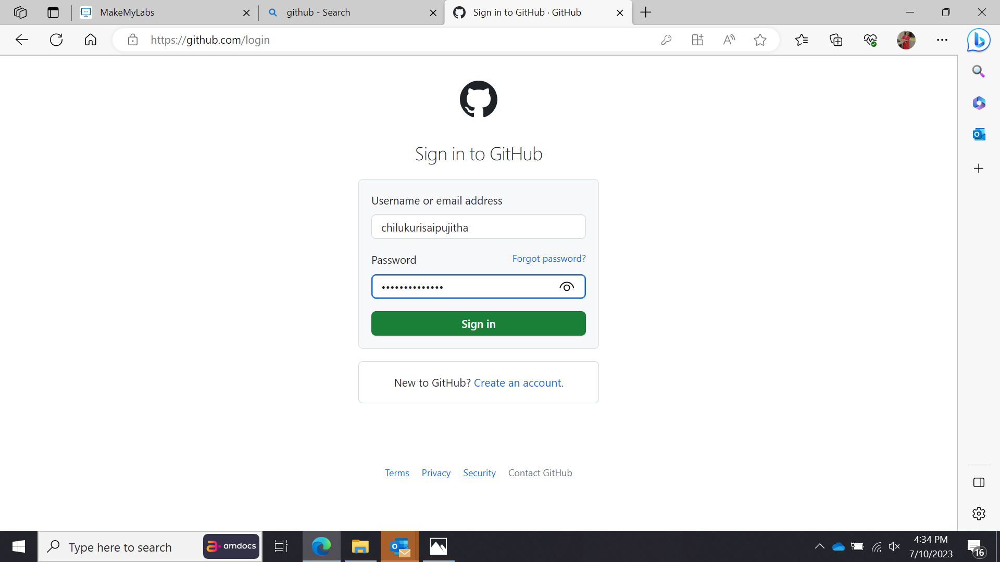 MakeMyLabs
github - Search
Sign in to GitHub · GitHub
https://github.com/login
Sign in to GitHub
Username or email address
chilukurisaipujitha
Password
Forgot password?
••••••••••••••
Sign in
New to GitHub? Create an account.
Terms Privacy Security Contact GitHub
Type here to search
amdocs
4:34 PM
7/10/2023
16